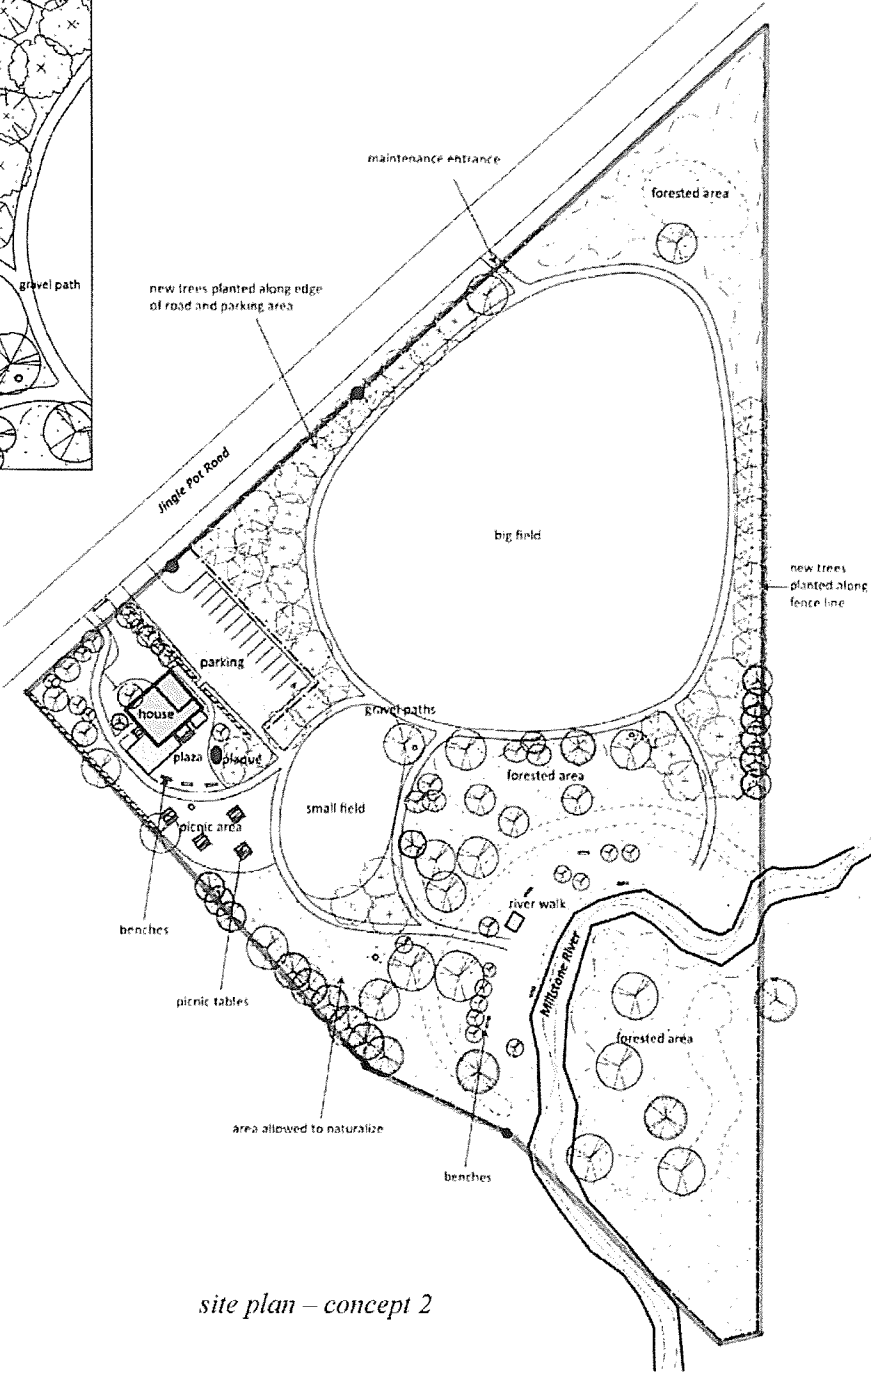 gravel path
maintenance entrance
forested area
new trees planted along edge
of road and parking area
Jingle Pot Road
big field
new trees
planted along
fence line
parking
house
plaza
plaque
gravel paths
forested area
small field
picnic area
river walk
benches
Millstone River
picnic tables
forested area
area allowed to naturalize
benches
site plan – concept 2